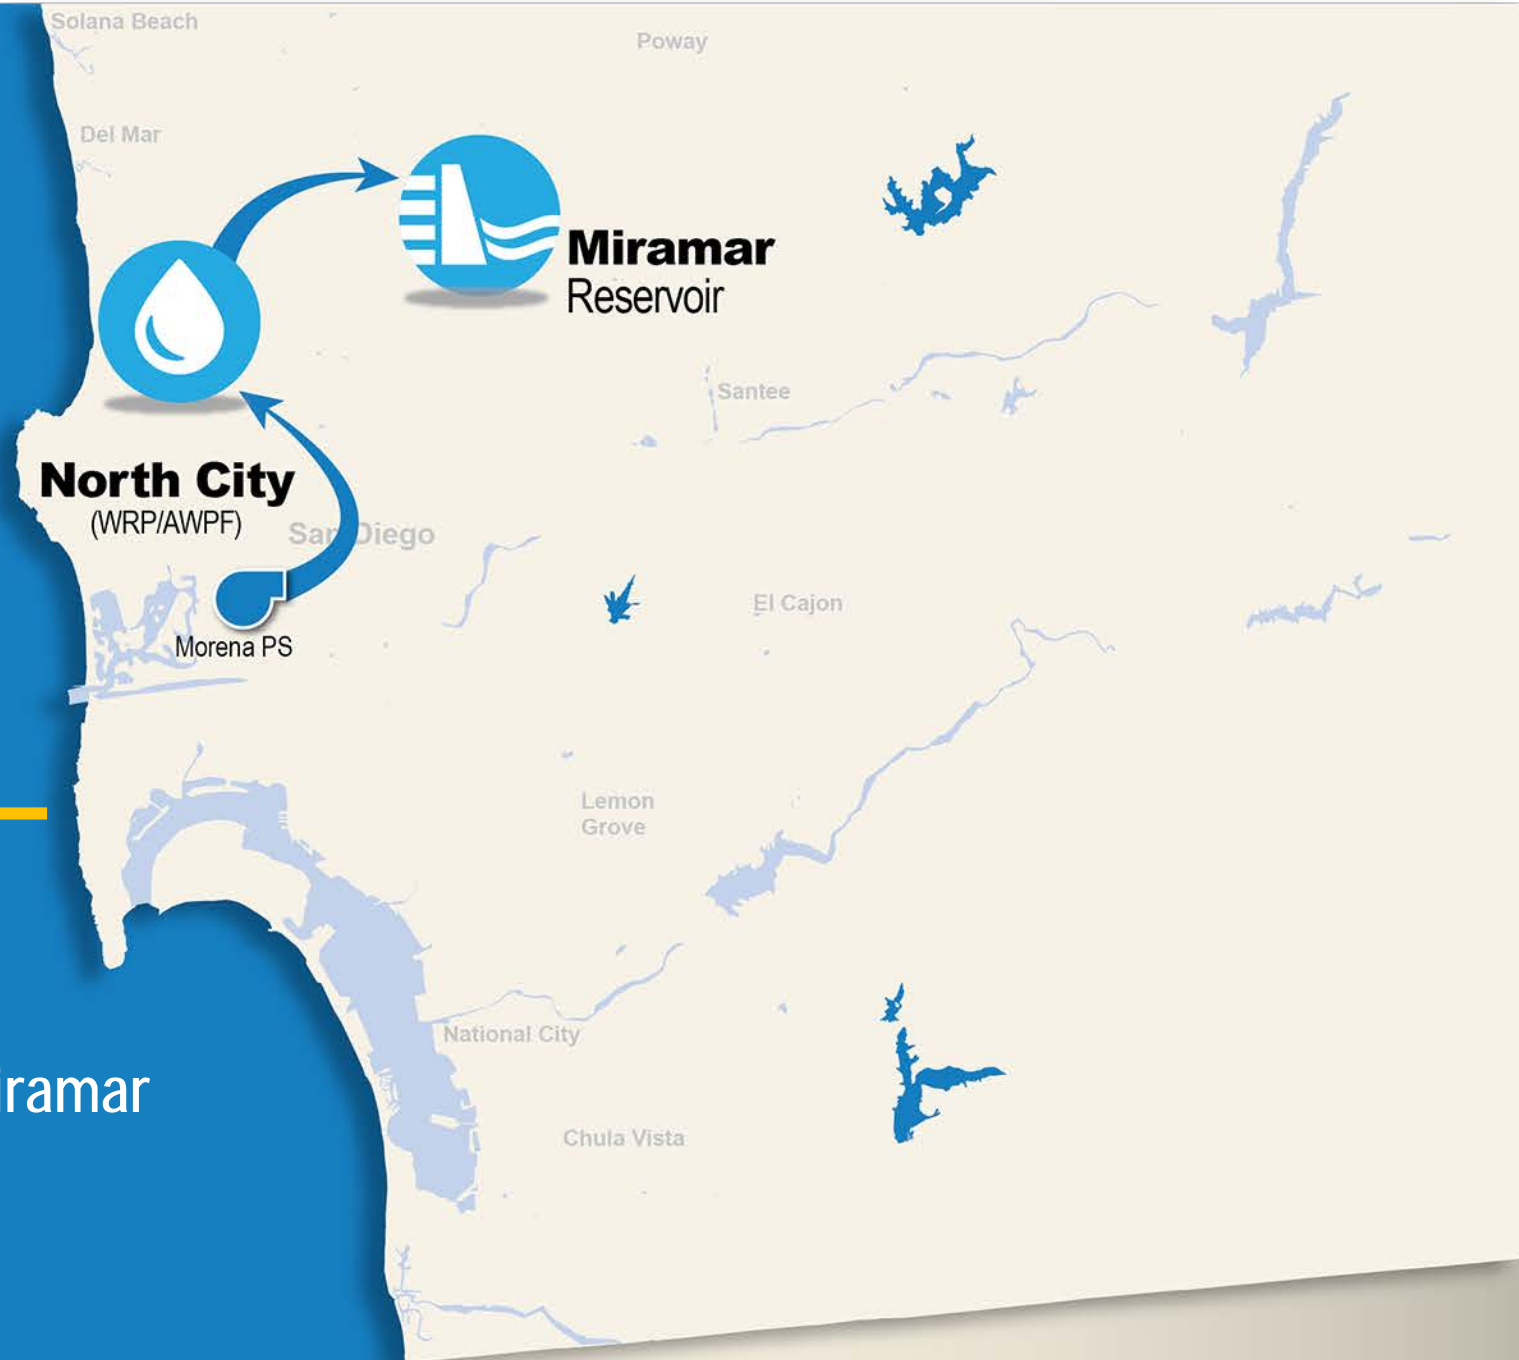 Solana Beach
Poway
Del Mar
Miramar
Reservoir
Santee
North City
(WRP/AWPF)
San Diego
El Cajon
Morena PS
Lemon
Grove
National City
iramar
Chula Vista